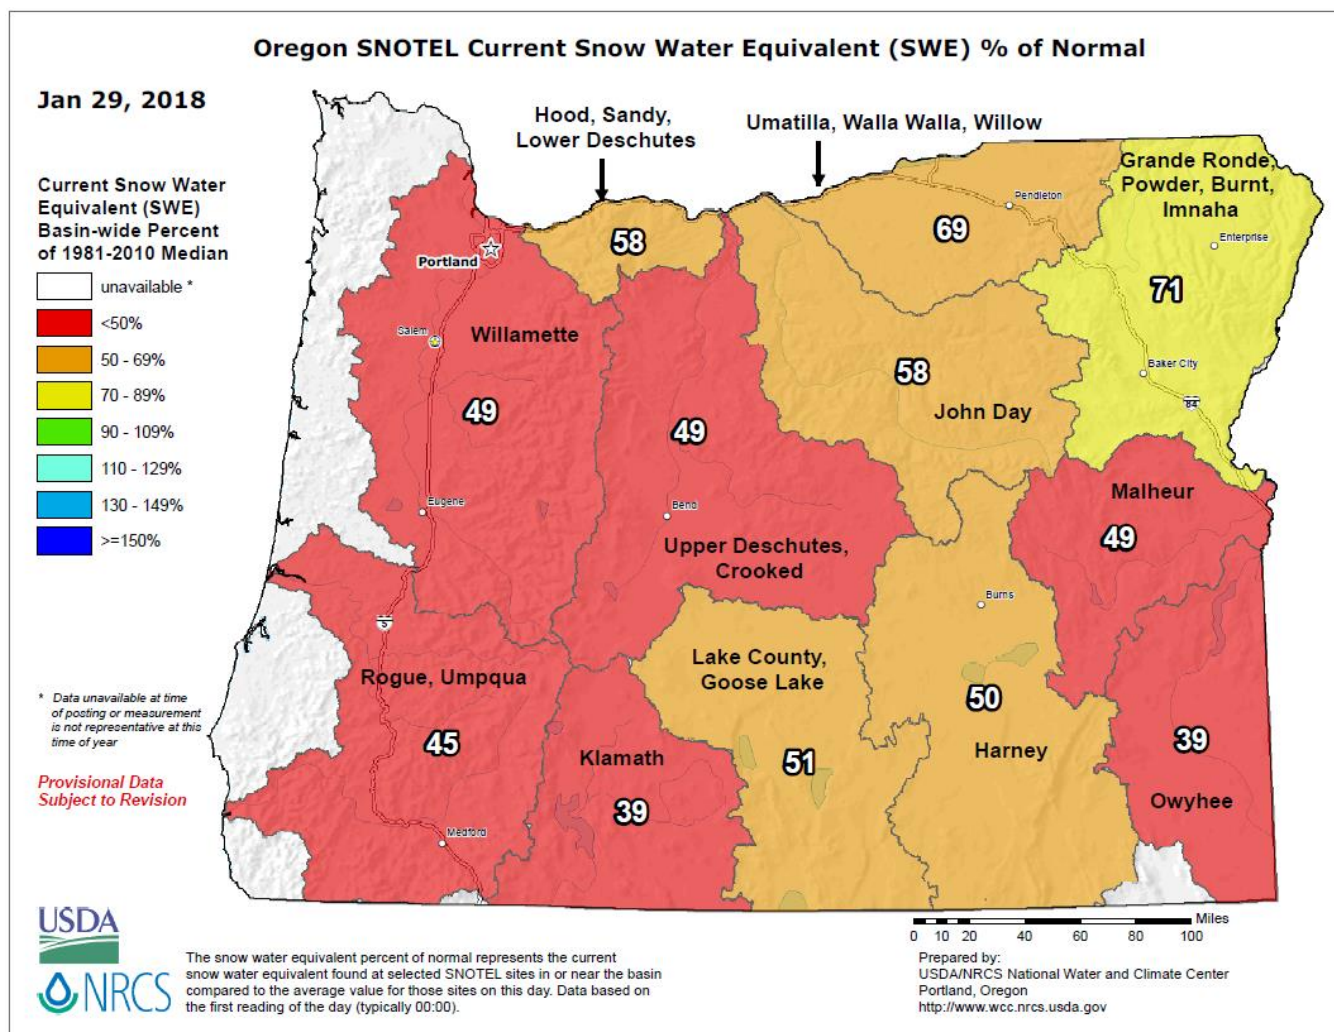 Oregon SNOTEL Current Snow Water Equivalent (SWE) % of Normal
Jan 29, 2018
Current Snow Water
Equivalent (SWE)
Basin-wide Percent
of 1981-2010 Median
unavailable *
<50%
50 - 69%
70 - 89%
90 - 109%
110 - 129%
130 - 149%
>=150%
* Data unavailable at time
of posting or measurement
is not representative at this
time of year
Provisional Data
Subject to Revision
Hood, Sandy,
Lower Deschutes
Umatilla, Walla Walla, Willow
Grande Ronde,
Powder, Burnt,
Imnaha
Pendleton
Enterprise
58
69
Portland
71
Salem
Willamette
Baker City
58
49
John Day
84
49
Malheur
Eugene
Bend
49
Upper Deschutes,
Crooked
Burns
5
Lake County,
Goose Lake
Rogue, Umpqua
50
45
Klamath
51
Harney
39
39
Owyhee
Medford
Miles
0 10 20 40 60 80 100
USDA
NRCS
The snow water equivalent percent of normal represents the current
snow water equivalent found at selected SNOTEL sites in or near the basin
compared to the average value for those sites on this day. Data based on
the first reading of the day (typically 00:00).
Prepared by:
USDA/NRCS National Water and Climate Center
Portland, Oregon
http://www.wcc.nrcs.usda.gov